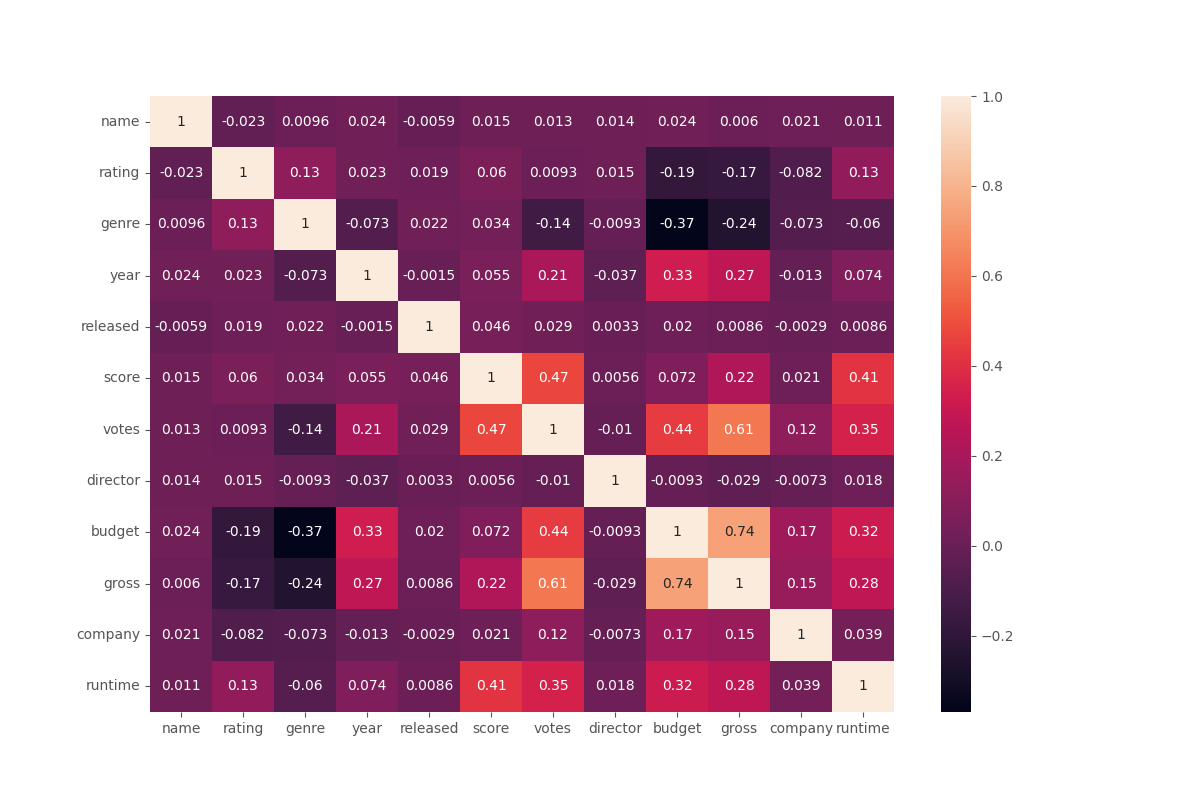 name 1 -0.023 0.0096 0.024 -0.0059 0.015 0.013 0.014 0.024 0.006 0.021 0.011
rating -0.023 1 0.13 0.023 0.019 0.06 0.0093 0.015 -0.19 -0.17 -0.082 0.13
genre 0.0096 0.13 1 -0.073 0.022 0.034 -0.14 -0.0093 -0.37 -0.24 -0.073 -0.06
year 0.024 0.023 -0.073 1 -0.0015 0.055 0.21 -0.037 0.33 0.27 -0.013 0.074
released -0.0059 0.019 0.022 -0.0015 1 0.046 0.029 0.0033 0.02 0.0086 -0.0029 0.0086
score 0.015 0.06 0.034 0.055 0.046 1 0.47 0.0056 0.072 0.22 0.021 0.41
votes 0.013 0.0093 -0.14 0.21 0.029 0.47 1 -0.01 0.44 0.61 0.12 0.35
director 0.014 0.015 -0.0093 -0.037 0.0033 0.0056 -0.01 1 -0.0093 -0.029 -0.0073 0.018
budget 0.024 -0.19 -0.37 0.33 0.02 0.072 0.44 -0.0093 1 0.74 0.17 0.32
gross 0.006 -0.17 -0.24 0.27 0.0086 0.22 0.61 -0.029 0.74 1 0.15 0.28
company 0.021 -0.082 -0.073 -0.013 -0.0029 0.021 0.12 -0.0073 0.17 0.15 1 0.039
runtime 0.011 0.13 -0.06 0.074 0.0086 0.41 0.35 0.018 0.32 0.28 0.039 1
name rating genre year released score votes director budget gross company runtime
1.0
0.8
0.6
0.4
0.2
0.0
−0.2